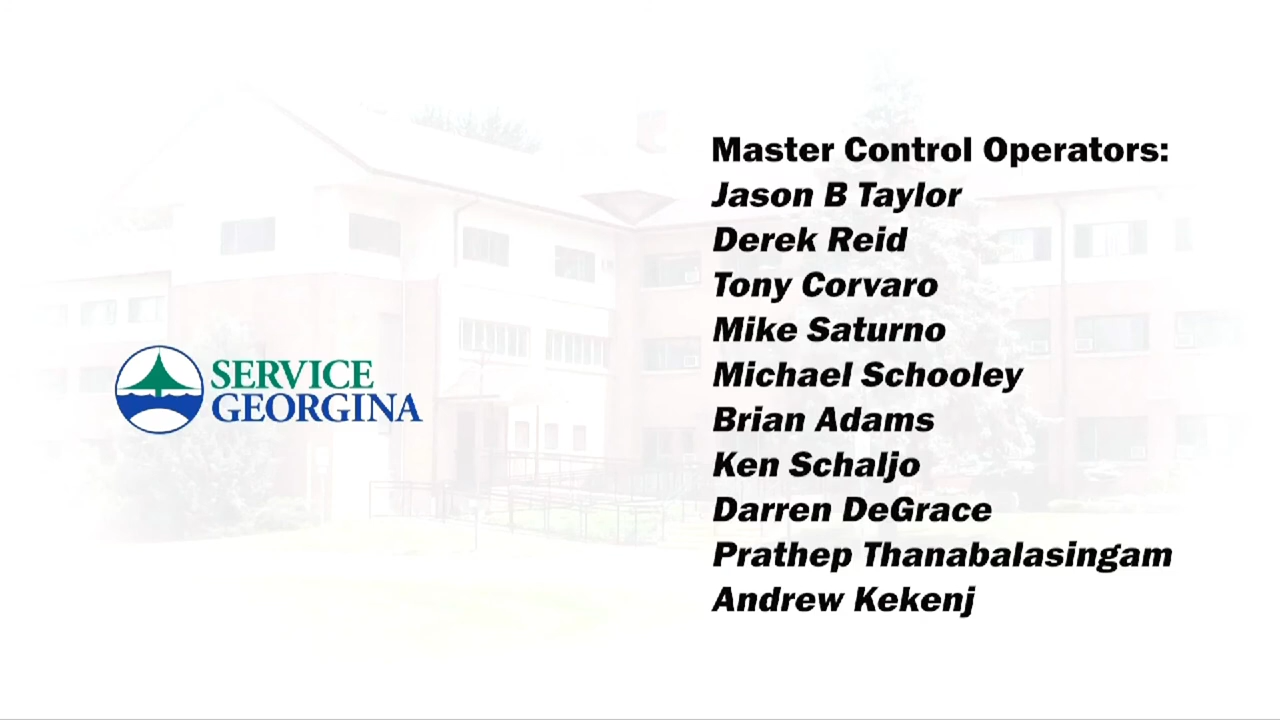 SERVICE
GEORGINA
Master Control Operators:
Jason B Taylor
Derek Reid
Tony Corvaro
Mike Saturno
Michael Schooley
Brian Adams
Ken Schaljo
Darren DeGrace
Prathep Thanabalasingam
Andrew Kekenj